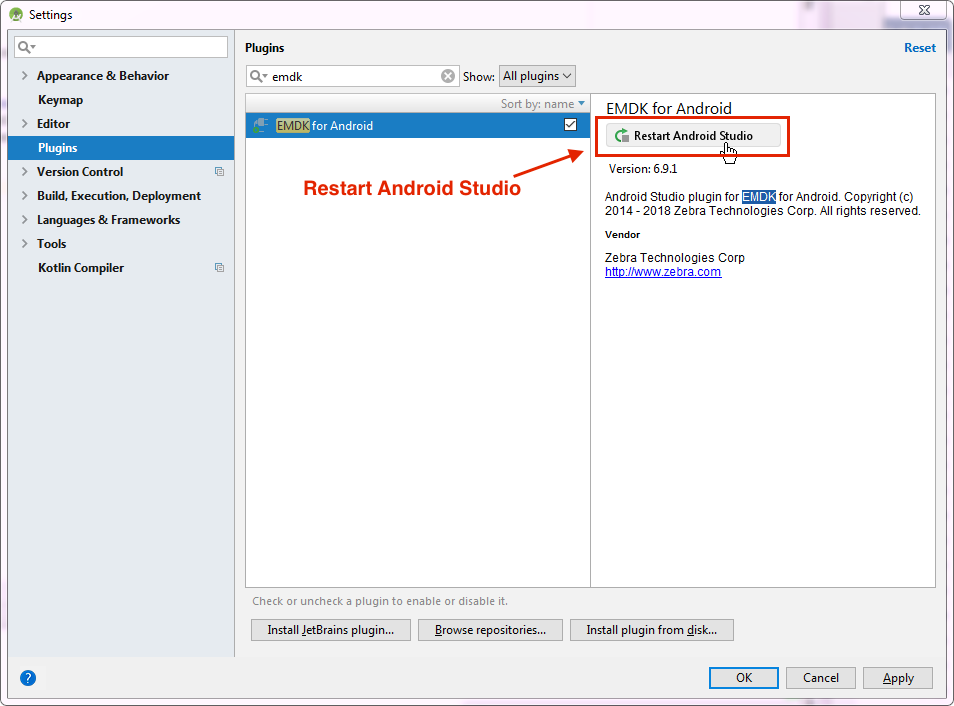 Settings
Plugins
Reset
emdk
Show:
All plugins
Appearance & Behavior
Keymap
Editor
Plugins
Version Control
Build, Execution, Deployment
Languages & Frameworks
Tools
Kotlin Compiler
Sort by: name
EMDK for Android
Restart Android Studio
EMDK for Android
Restart Android Studio
Version: 6.9.1
Android Studio plugin for EMDK for Android. Copyright (c)
2014 - 2018 Zebra Technologies Corp. All rights reserved.
Vendor
Zebra Technologies Corp
http://www.zebra.com
Check or uncheck a plugin to enable or disable it.
Install JetBrains plugin...
Browse repositories...
Install plugin from disk...
?
OK
Cancel
Apply